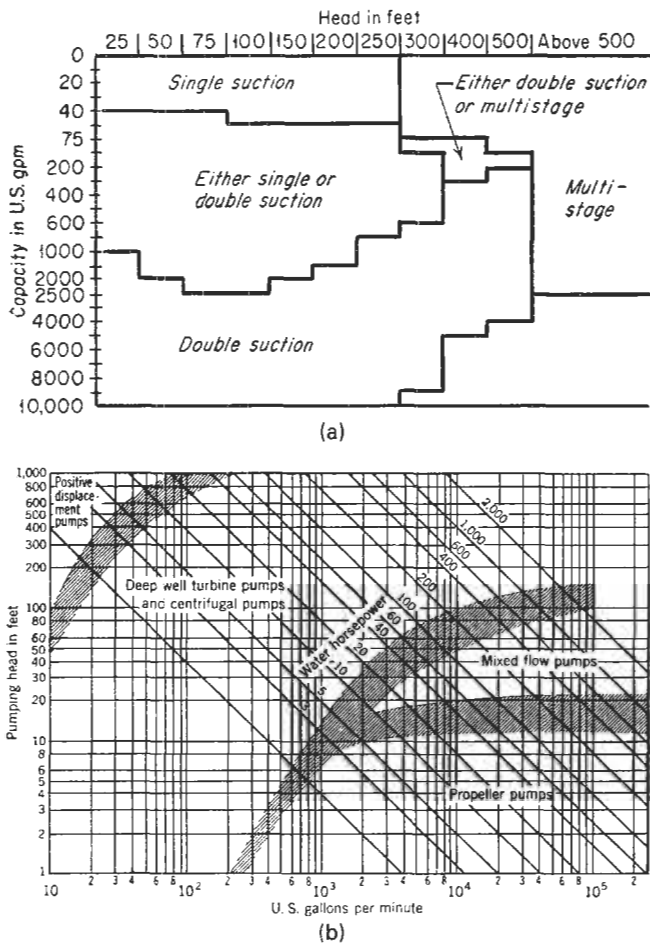 Head in feet
25 50 75 100 150 200 250 300 400 500 Above 500
Capacity in U.S. gpm
0
20
40
75
200
400
600
1000
2000
2500
4000
6000
8000
10,000
Single suction
Either double suction
or multistage
Either single or
double suction
Multi-
stage
Double suction
(a)
Pumping head in feet
1,000
800
600
500
400
300
200
100
80
60
50
40
30
20
10
8
6
5
4
3
2
1
Positive
displace-
ment
pumps
Deep well turbine pumps
and centrifugal pumps
Water horsepower
2,000
1,000
600
400
200
100
60
40
20
10
5
3
Mixed flow pumps
Propeller pumps
10 2 3 4 6 8 10² 2 3 4 6 8 10³ 2 3 4 6 8 10⁴ 2 3 4 6 8 10⁵ 2
U. S. gallons per minute
(b)